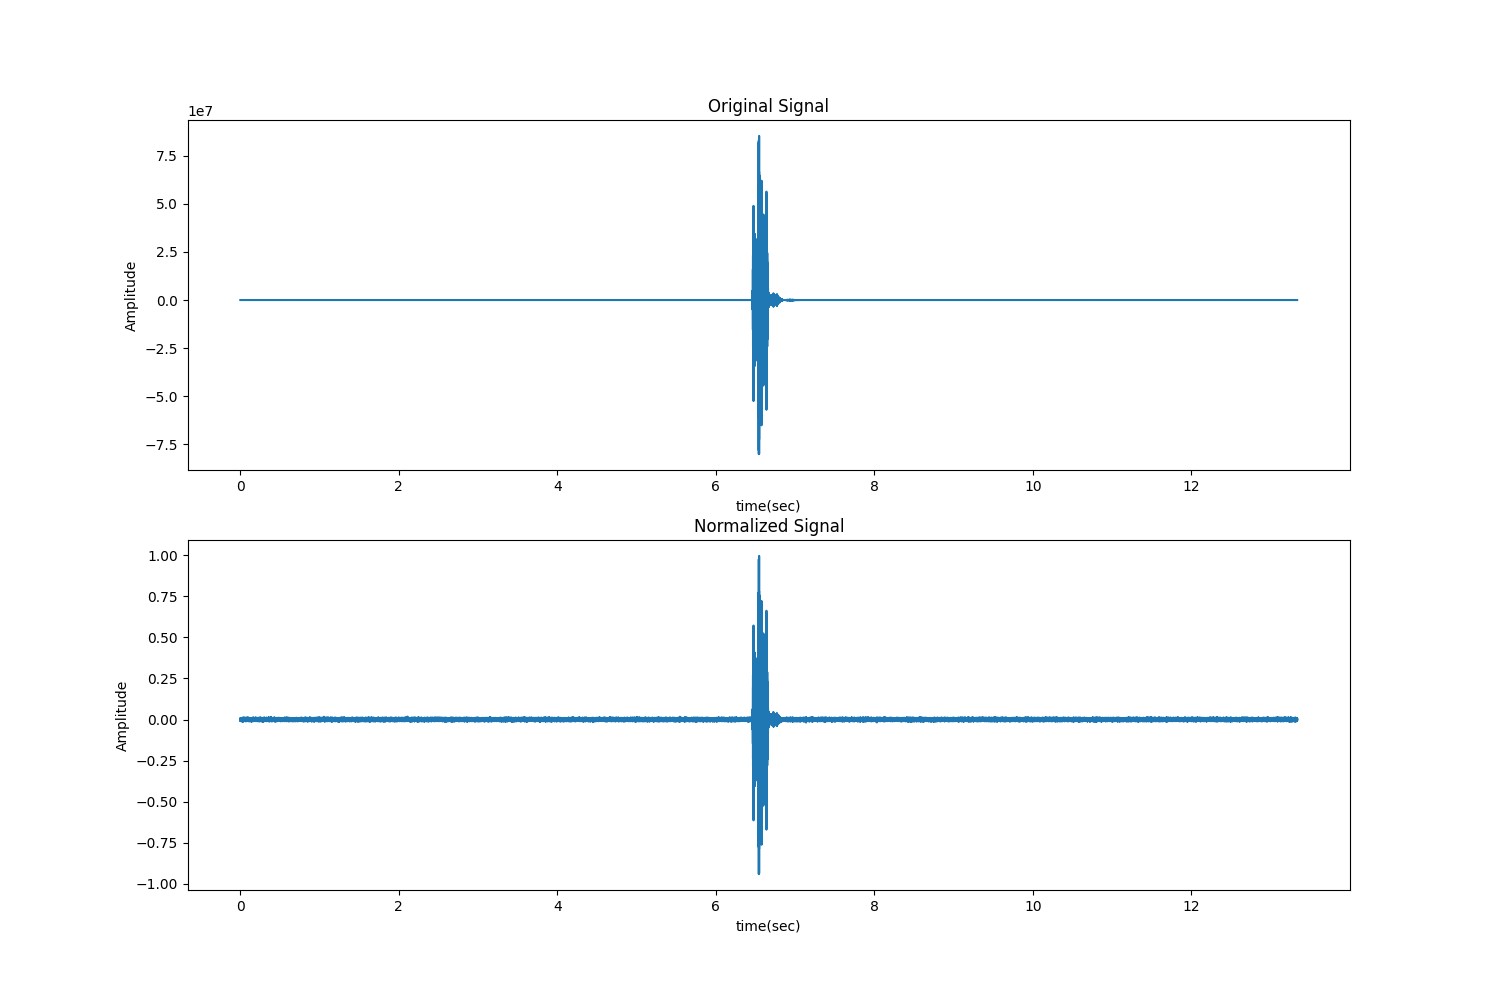 Original Signal
1e7
7.5
5.0
2.5
0.0
−2.5
−5.0
−7.5
Amplitude
0 2 4 6 8 10 12
time(sec)
Normalized Signal
1.00
0.75
0.50
0.25
0.00
−0.25
−0.50
−0.75
−1.00
Amplitude
0 2 4 6 8 10 12
time(sec)